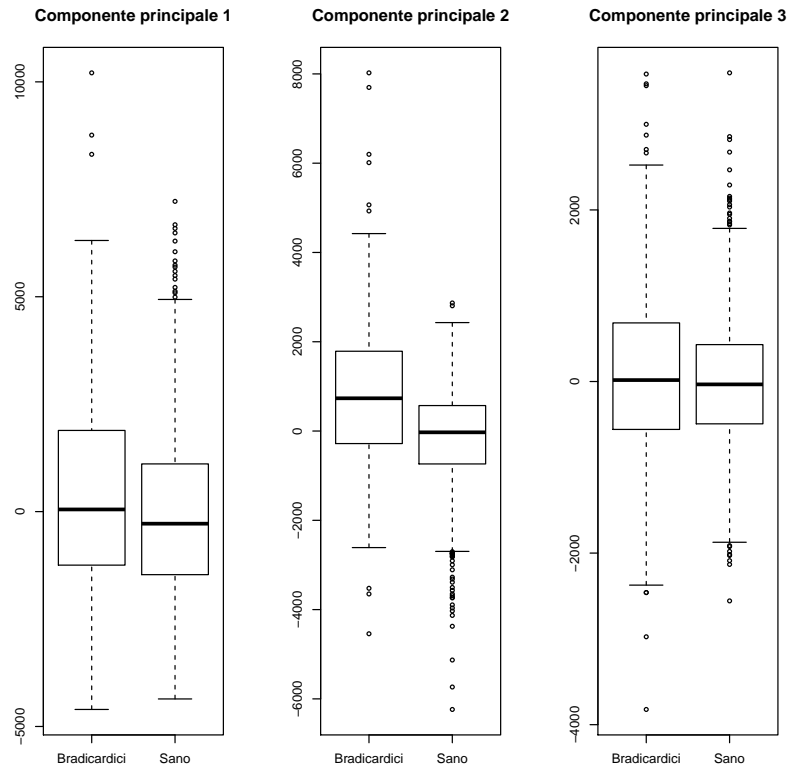 Componente principale 1
10000
5000
0
−5000
Bradicardici
Sano
Componente principale 2
8000
6000
4000
2000
0
−2000
−4000
−6000
Bradicardici
Sano
Componente principale 3
2000
0
−2000
−4000
Bradicardici
Sano